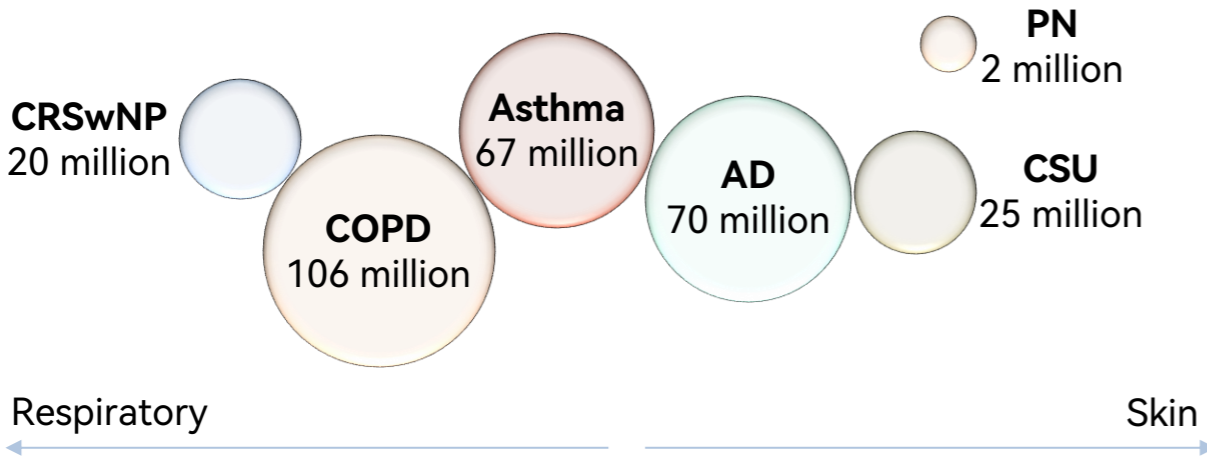 CRSwNP
20 million
COPD
106 million
Asthma
67 million
AD
70 million
PN
2 million
CSU
25 million
Respiratory
Skin